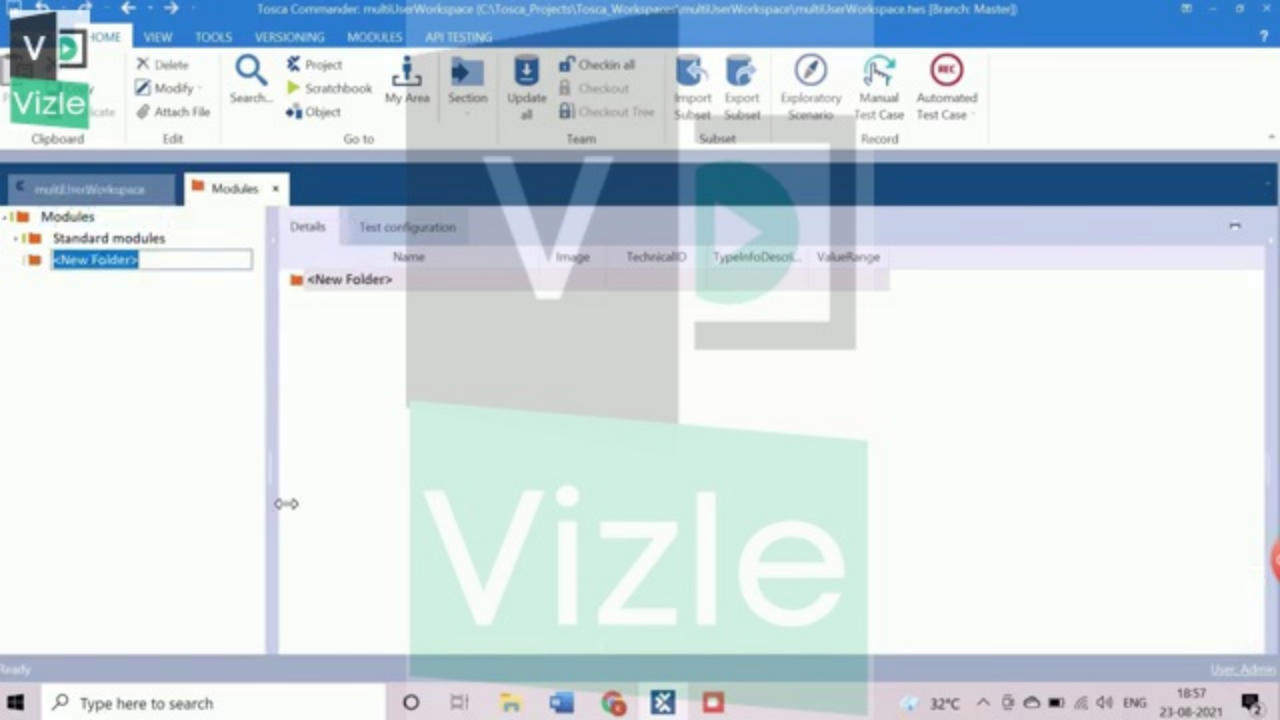 Tosca Commander: multiUserWorkspace (C:\Tosca_Projects\Tosca_Workspaces\multiUserWorkspace\multiUserWorkspace.tws [Branch: Master])
HOME VIEW TOOLS VERSIONING MODULES API TESTING
V
Vizle
Delete
Modify
Attach File
Search...
Project
Scratchbook
Object
My Area
Section
Update all
Checkin all
Checkout
Checkout Tree
Import Subset
Export Subset
Exploratory Scenario
Manual Test Case
Automated Test Case
REC
Clipboard Edit Go to Team Subset Record
multiUserWorkspace Modules ×
Modules
Standard modules
<New Folder>
Details Test configuration
Name Image TechnicalID TypeInfoDescri... ValueRange
<New Folder>
V
Vizle
Ready User: Admin
Type here to search
32°C ENG 18:57
23-08-2021
2